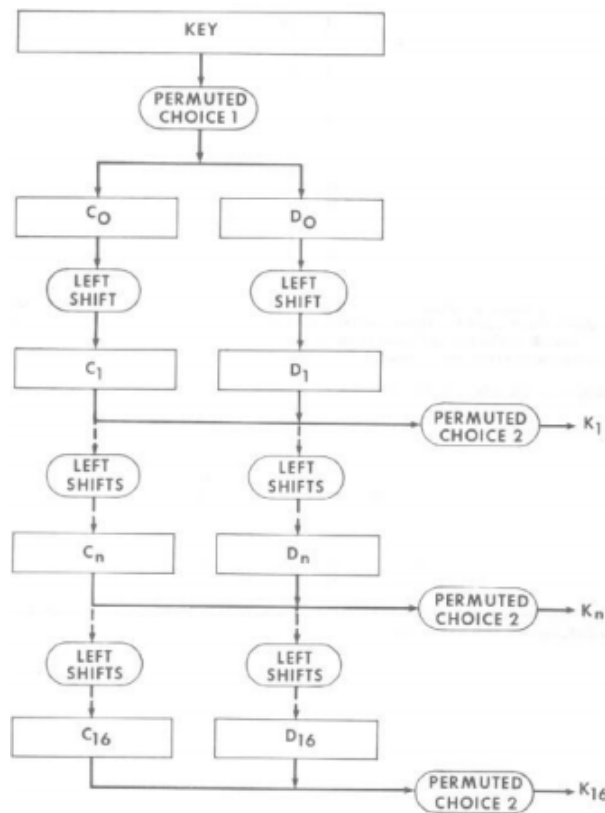 KEY
PERMUTED
CHOICE 1
C0
D0
LEFT
SHIFT
LEFT
SHIFT
C1
D1
PERMUTED
CHOICE 2
K1
LEFT
SHIFTS
LEFT
SHIFTS
Cn
Dn
PERMUTED
CHOICE 2
Kn
LEFT
SHIFTS
LEFT
SHIFTS
C16
D16
PERMUTED
CHOICE 2
K16